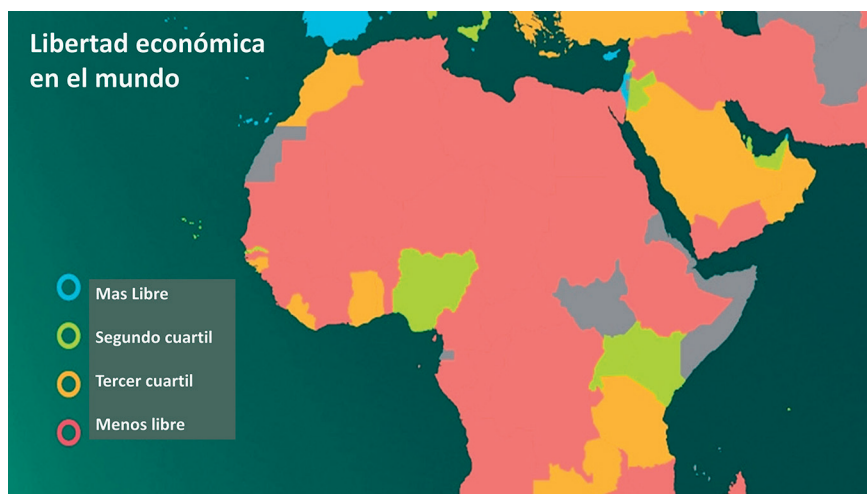 Libertad económica
en el mundo
Mas Libre
Segundo cuartil
Tercer cuartil
Menos libre